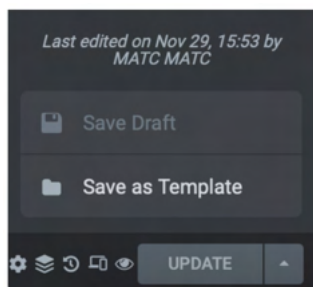 Last edited on Nov 29, 15:53 by
MATC MATC
Save Draft
Save as Template
UPDATE